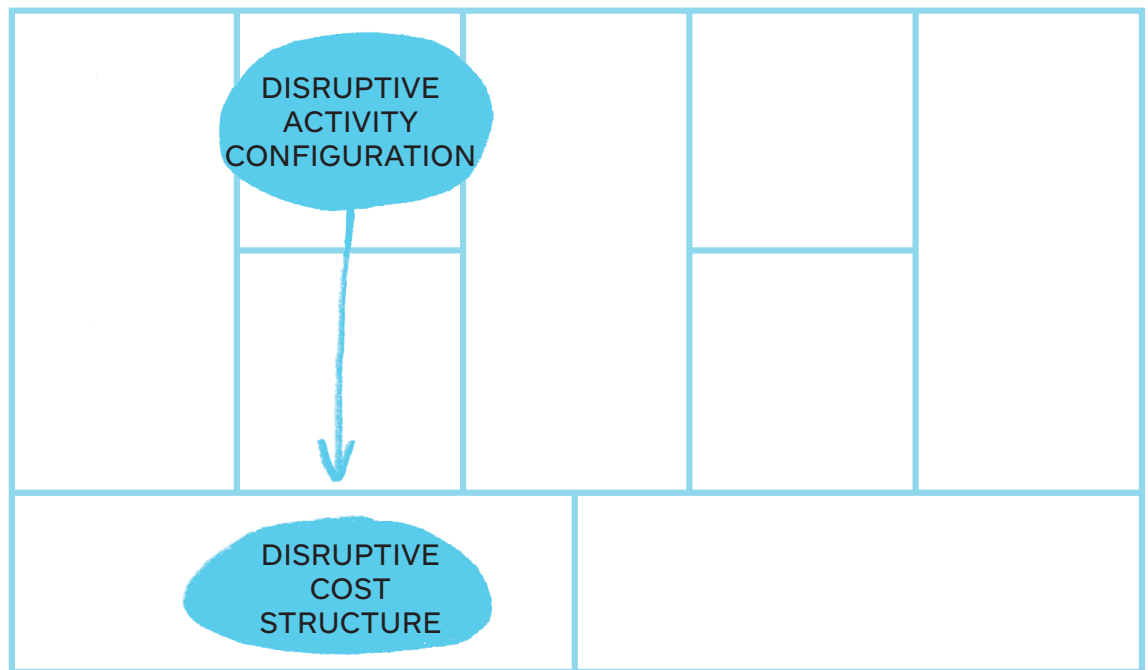 DISRUPTIVE
ACTIVITY
CONFIGURATION
DISRUPTIVE
COST
STRUCTURE